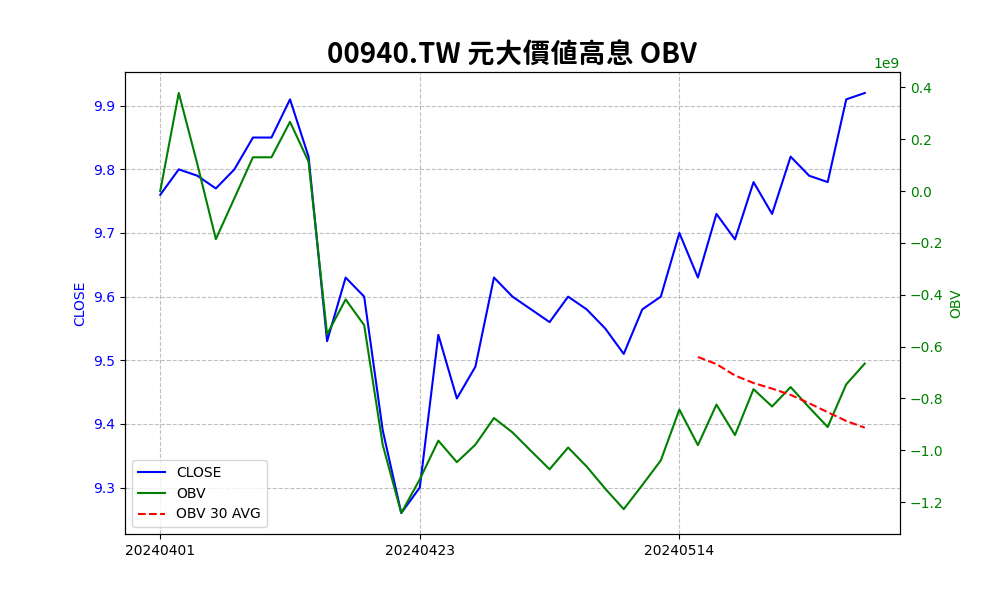 00940.TW 元大價值高息 OBV
1e9
9.9
9.8
9.7
9.6
9.5
9.4
9.3
CLOSE
0.4
0.2
0.0
−0.2
−0.4
−0.6
−0.8
−1.0
−1.2
OBV
CLOSE
OBV
OBV 30 AVG
20240401
20240423
20240514